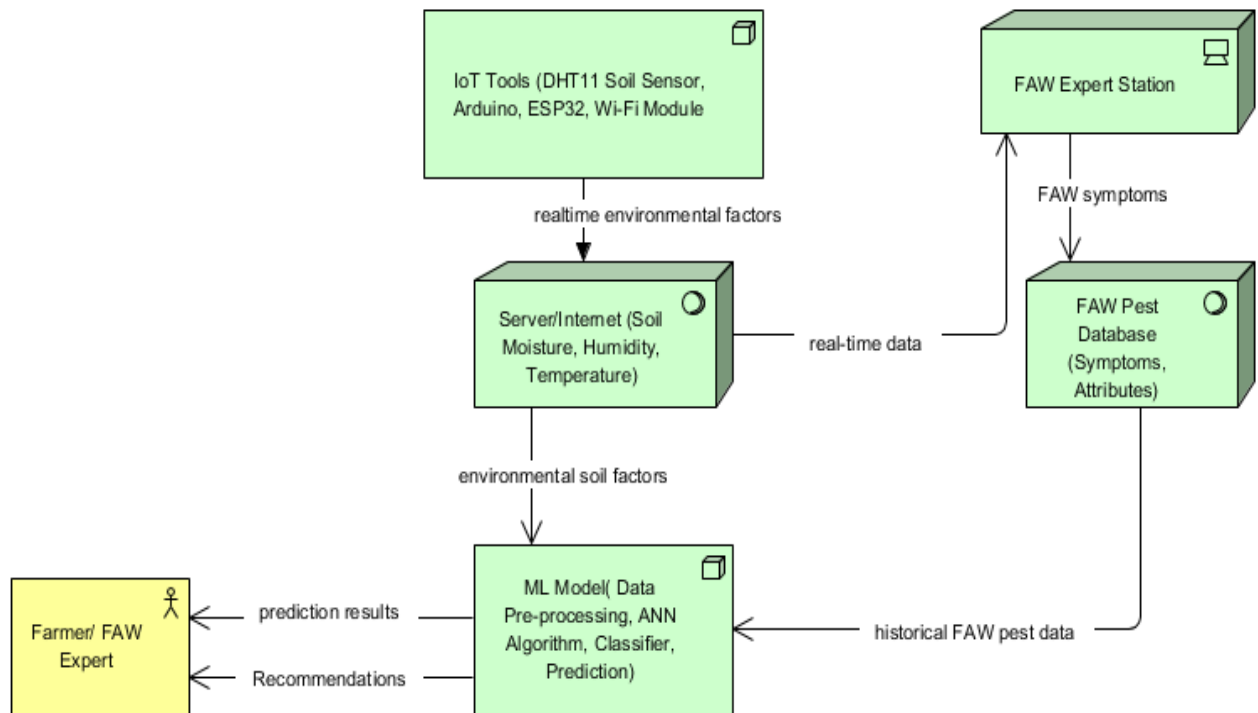 IoT Tools (DHT11 Soil Sensor,
Arduino, ESP32, Wi-Fi Module
FAW Expert Station
realtime environmental factors
FAW symptoms
Server/Internet (Soil
Moisture, Humidity,
Temperature)
real-time data
FAW Pest
Database
(Symptoms,
Attributes)
environmental soil factors
ML Model( Data
Pre-processing, ANN
Algorithm, Classifier,
Prediction)
historical FAW pest data
prediction results
Recommendations
Farmer/ FAW
Expert